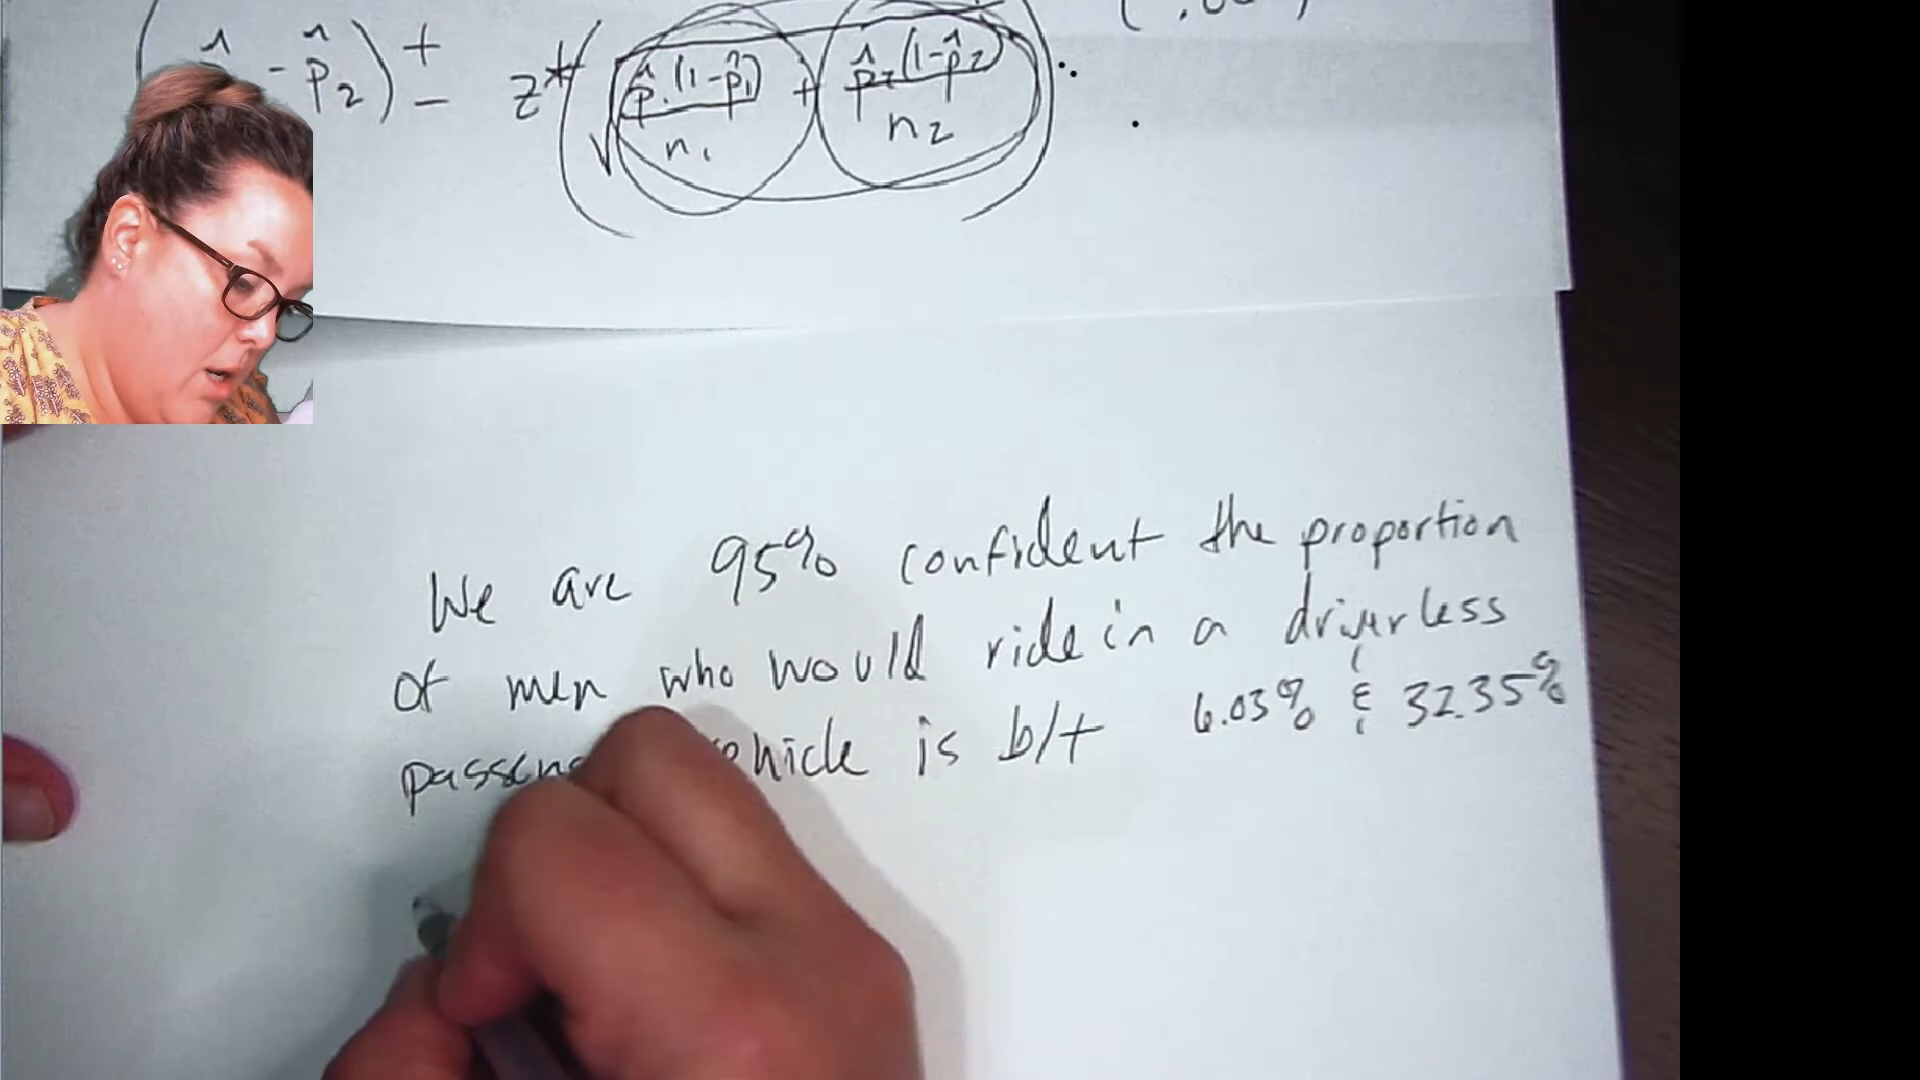 - p̂₂) ± z* √ p̂₁(1-p̂₁) / n₁ + p̂₂(1-p̂₂) / n₂
We are 95% confident the proportion
of men who would ride in a driverless
vehicle is b/t 6.03% & 32.35%